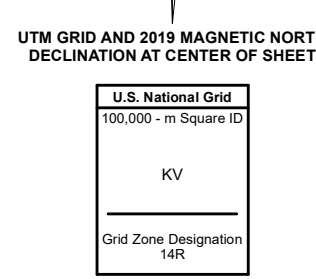 UTM GRID AND 2019 MAGNETIC NORT
DECLINATION AT CENTER OF SHEET
U.S. National Grid
100,000 - m Square ID
KV
Grid Zone Designation
14R